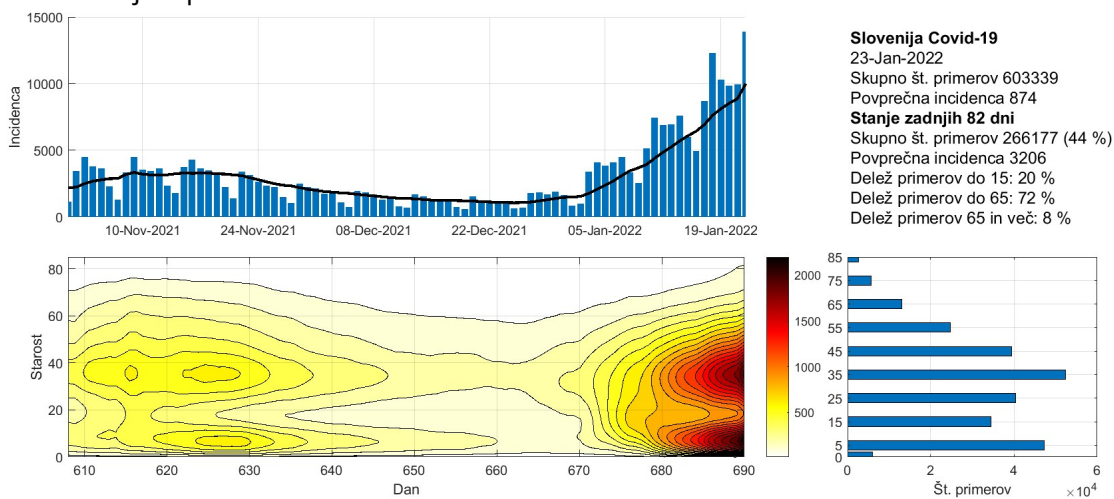 15000
10000
5000
0
Incidenca
10-Nov-2021
24-Nov-2021
08-Dec-2021
22-Dec-2021
05-Jan-2022
19-Jan-2022
Slovenija Covid-19
23-Jan-2022
Skupno št. primerov 603339
Povprečna incidenca 874
Stanje zadnjih 82 dni
Skupno št. primerov 266177 (44 %)
Povprečna incidenca 3206
Delež primerov do 15: 20 %
Delež primerov do 65: 72 %
Delež primerov 65 in več: 8 %
80
60
40
20
0
Starost
610
620
630
640
650
660
670
680
690
Dan
2000
1500
1000
500
85
75
65
55
45
35
25
15
5
0
0
2
4
6
×10⁴
Št. primerov